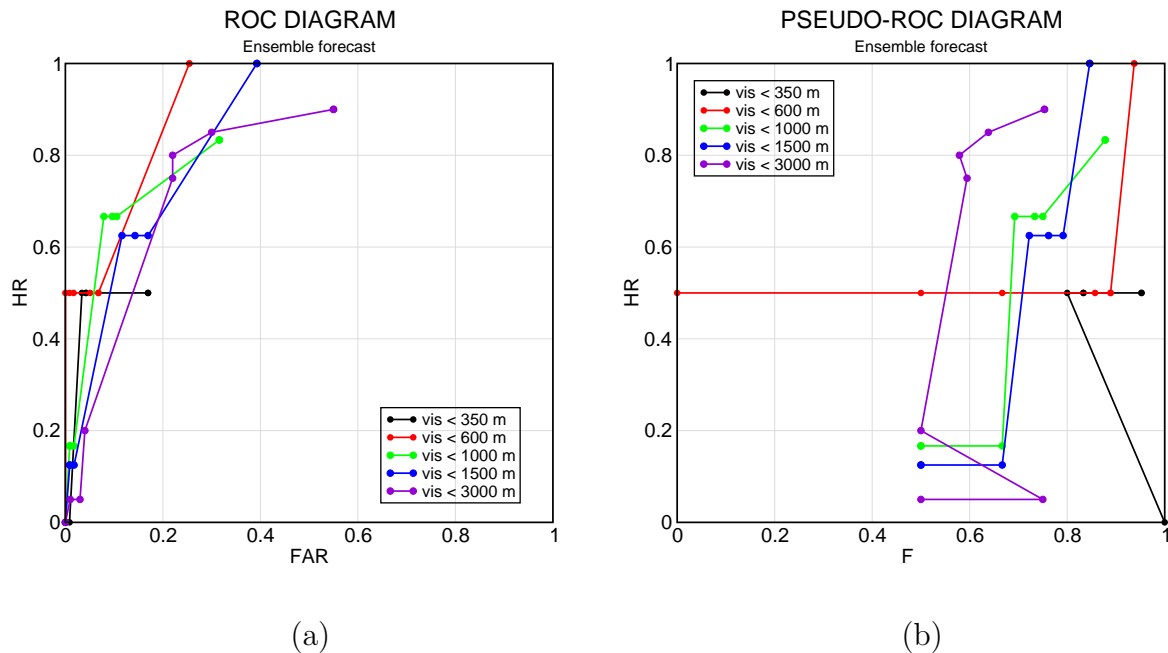 ROC DIAGRAM
Ensemble forecast
1
0.8
0.6
0.4
0.2
0
HR
0
0.2
0.4
0.6
0.8
1
FAR
vis < 350 m
vis < 600 m
vis < 1000 m
vis < 1500 m
vis < 3000 m
(a)
PSEUDO-ROC DIAGRAM
Ensemble forecast
1
0.8
0.6
0.4
0.2
0
HR
0
0.2
0.4
0.6
0.8
1
F
vis < 350 m
vis < 600 m
vis < 1000 m
vis < 1500 m
vis < 3000 m
(b)